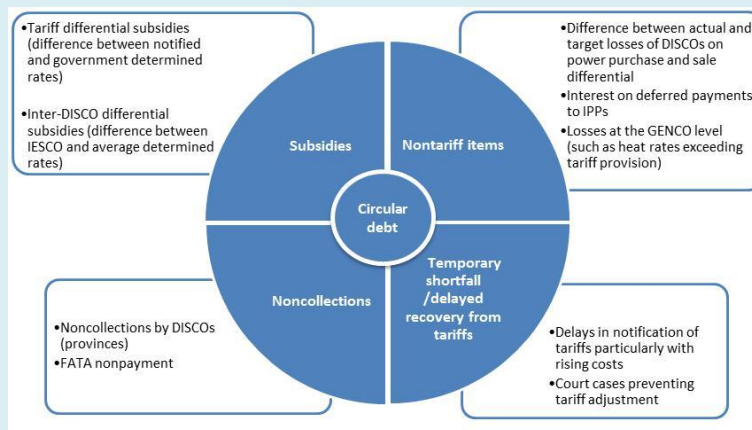 •Tariff differential subsidies
(difference between notified
and government determined
rates)
•Inter-DISCO differential
subsidies (difference between
IESCO and average determined
rates)
•Difference between actual and
target losses of DISCOs on
power purchase and sale
differential
•Interest on deferred payments
to IPPs
•Losses at the GENCO level
(such as heat rates exceeding
tariff provision)
Subsidies
Nontariff items
Circular
debt
Noncollections
Temporary
shortfall
/delayed
recovery from
tariffs
•Noncollections by DISCOs
(provinces)
•FATA nonpayment
•Delays in notification of
tariffs particularly with
rising costs
•Court cases preventing
tariff adjustment